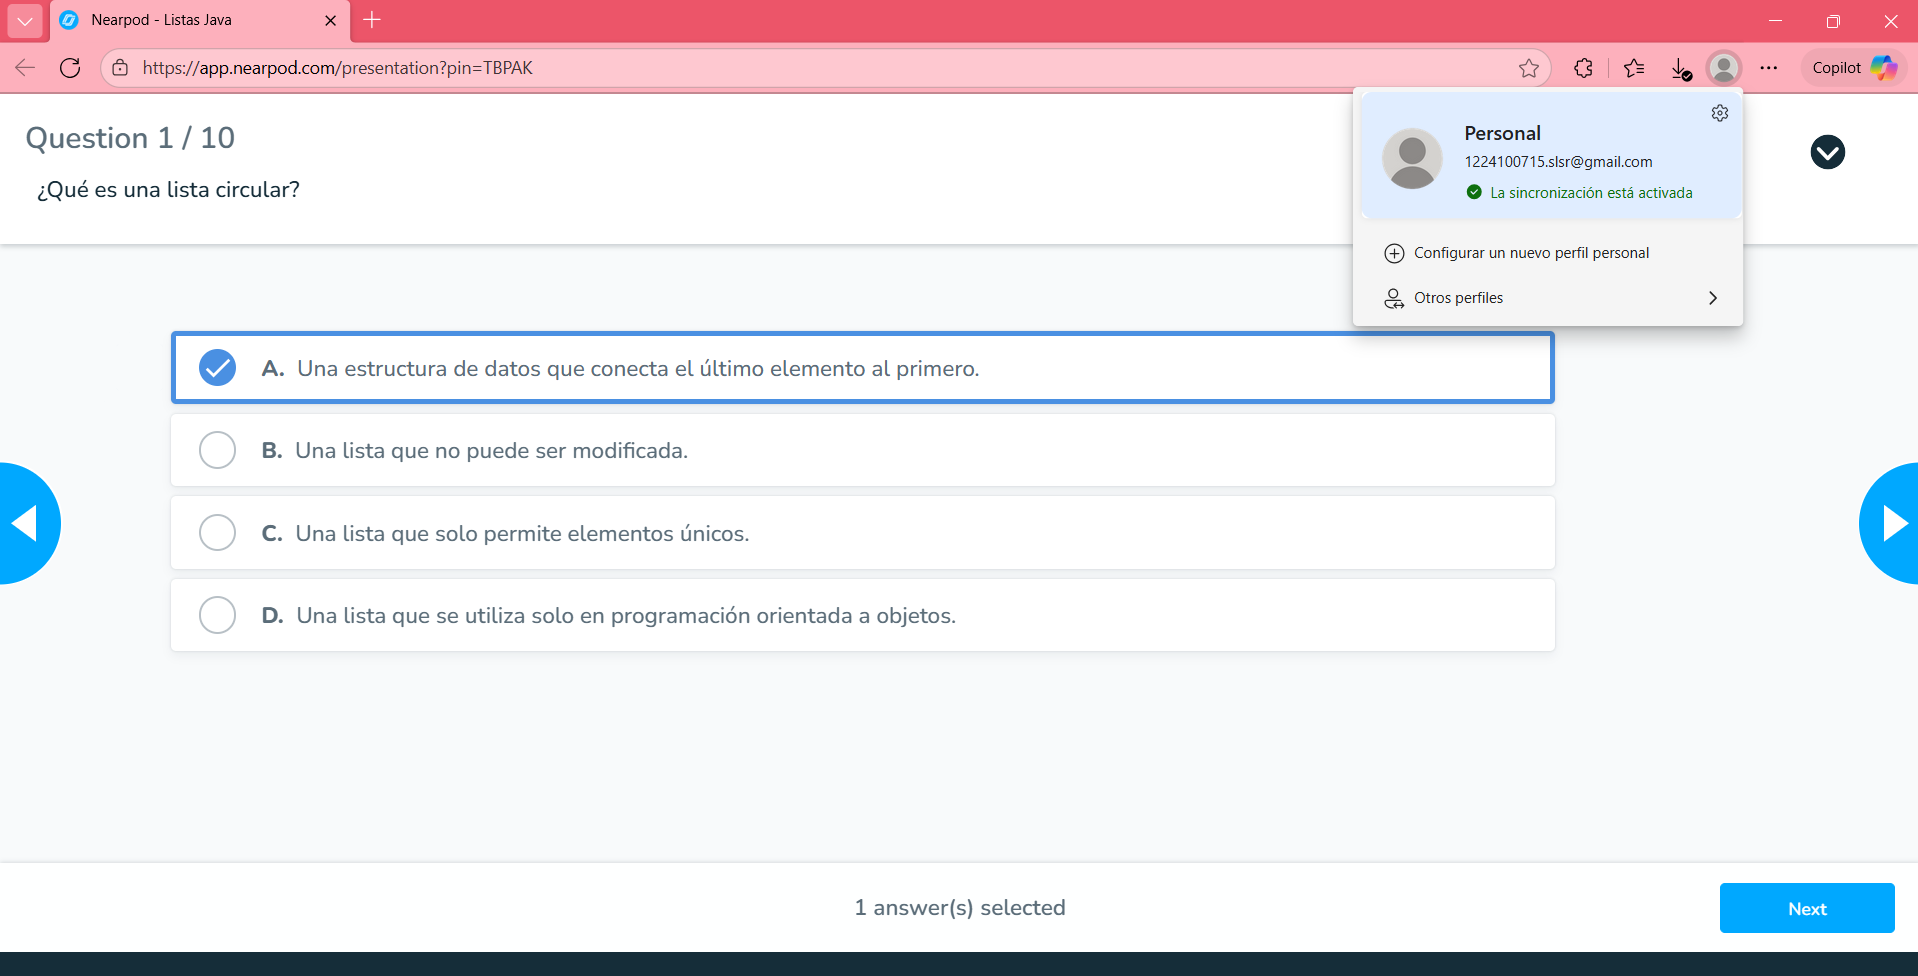 Nearpod - Listas Java
https://app.nearpod.com/presentation?pin=TBPAK
Copilot
Question 1 / 10
¿Qué es una lista circular?
Personal
1224100715.slsr@gmail.com
La sincronización está activada
Configurar un nuevo perfil personal
Otros perfiles
A. Una estructura de datos que conecta el último elemento al primero.
B. Una lista que no puede ser modificada.
C. Una lista que solo permite elementos únicos.
D. Una lista que se utiliza solo en programación orientada a objetos.
1 answer(s) selected
Next